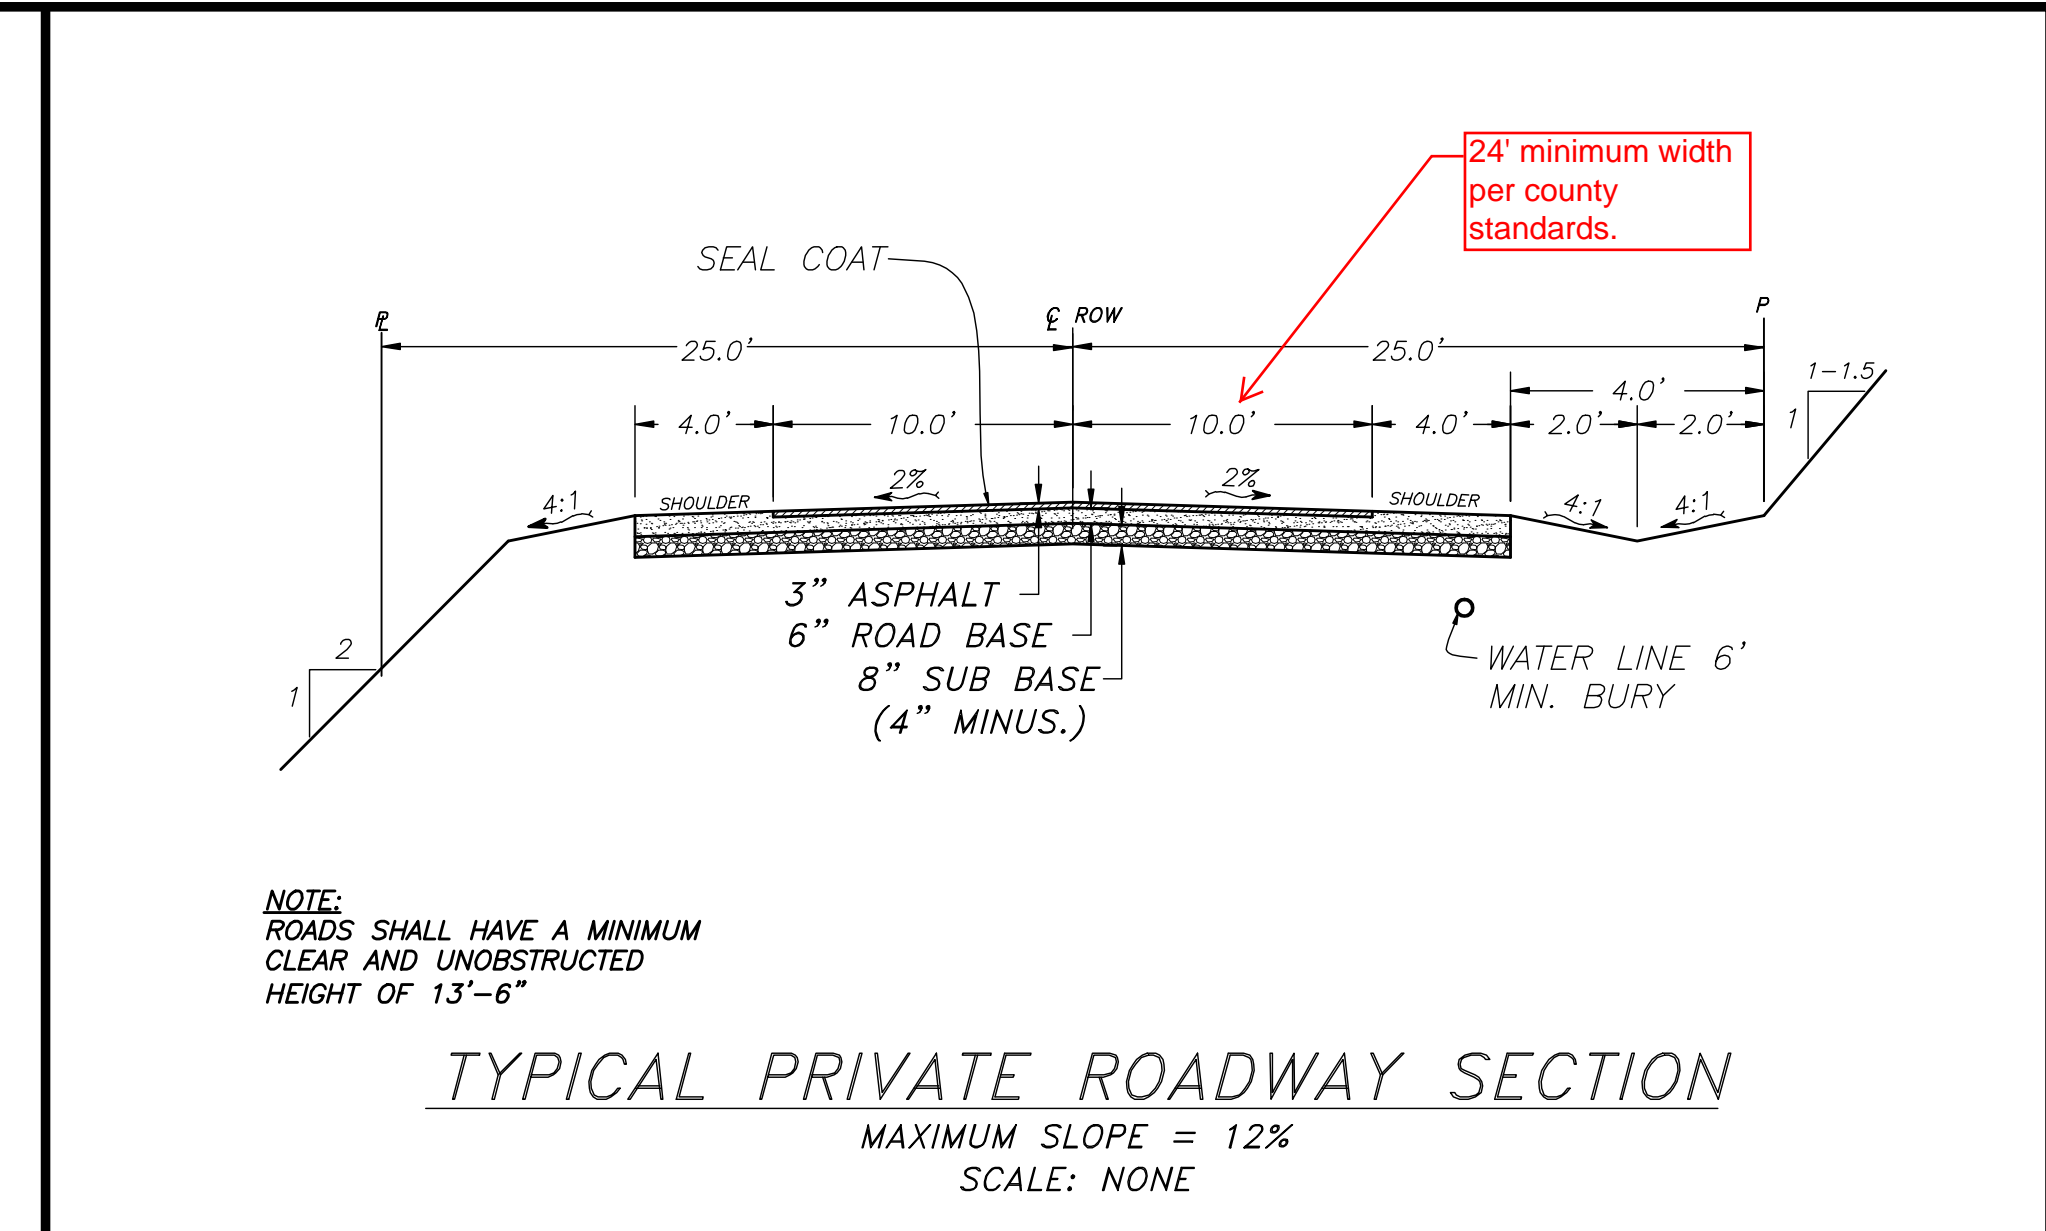 24' minimum width
per county
standards.
SEAL COAT
PL
CL ROW
P
25.0'
25.0'
1-1.5
1
4.0'
4.0'
10.0'
10.0'
4.0'
2.0'
2.0'
4:1
SHOULDER
2%
2%
SHOULDER
4:1
4:1
3" ASPHALT
6" ROAD BASE
8" SUB BASE
(4" MINUS.)
2
1
WATER LINE 6'
MIN. BURY
NOTE:
ROADS SHALL HAVE A MINIMUM
CLEAR AND UNOBSTRUCTED
HEIGHT OF 13'-6"
TYPICAL PRIVATE ROADWAY SECTION
MAXIMUM SLOPE = 12%
SCALE: NONE